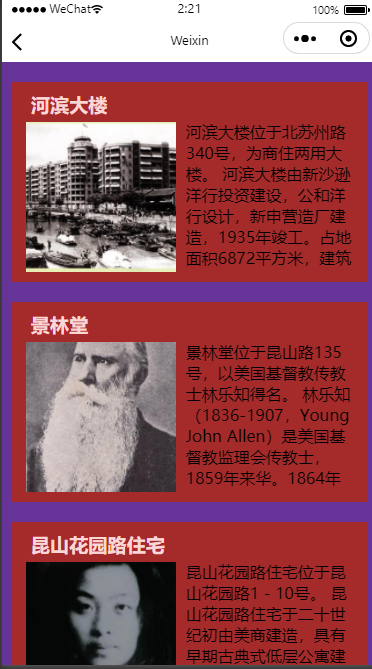 WeChat
2:21
100%
Weixin
河滨大楼
河滨大楼位于北苏州路
340号，为商住两用大
楼。 河滨大楼由新沙逊
洋行投资建设，公和洋
行设计，新申营造厂建
造，1935年竣工。占地
面积6872平方米，建筑
景林堂
景林堂位于昆山路135
号，以美国基督教传教
士林乐知得名。 林乐知
（1836-1907，Young
John Allen）是美国基
督教监理会传教士，
1859年来华。1864年
昆山花园路住宅
昆山花园路住宅位于昆
山花园路1－10号。 昆
山花园路住宅于二十世
纪初由美商建造，具有
早期古典式低层公寓建